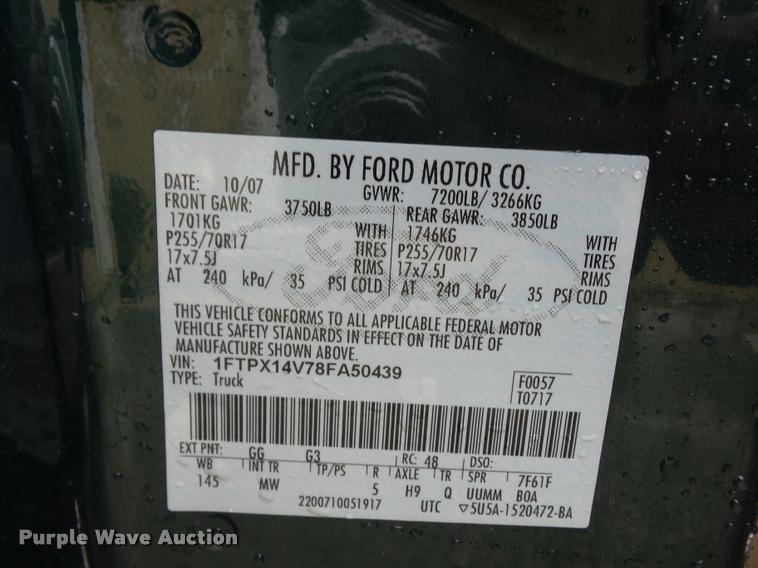 MFD. BY FORD MOTOR CO.
DATE: 10/07 GVWR: 7200LB/ 3266KG
FRONT GAWR: 3750LB REAR GAWR: 3850LB
1701KG WITH 1746KG WITH
P255/70R17 TIRES P255/70R17 TIRES
17x7.5J RIMS 17x7.5J RIMS
AT 240 kPa/ 35 PSI COLD AT 240 kPa/ 35 PSI COLD
Ford
THIS VEHICLE CONFORMS TO ALL APPLICABLE FEDERAL MOTOR
VEHICLE SAFETY STANDARDS IN EFFECT ON THE DATE OF
MANUFACTURE SHOWN ABOVE.
VIN: 1FTPX14V78FA50439
TYPE: Truck
F0057
T0717
EXT PNT: GG G3 RC: 48 DSO:
WB INT TR TP/PS R AXLE TR SPR 7F61F
145 MW 5 H9 Q UUMM BOA
2200710051917 UTC ▽5U5A-1520472-BA
Purple Wave Auction